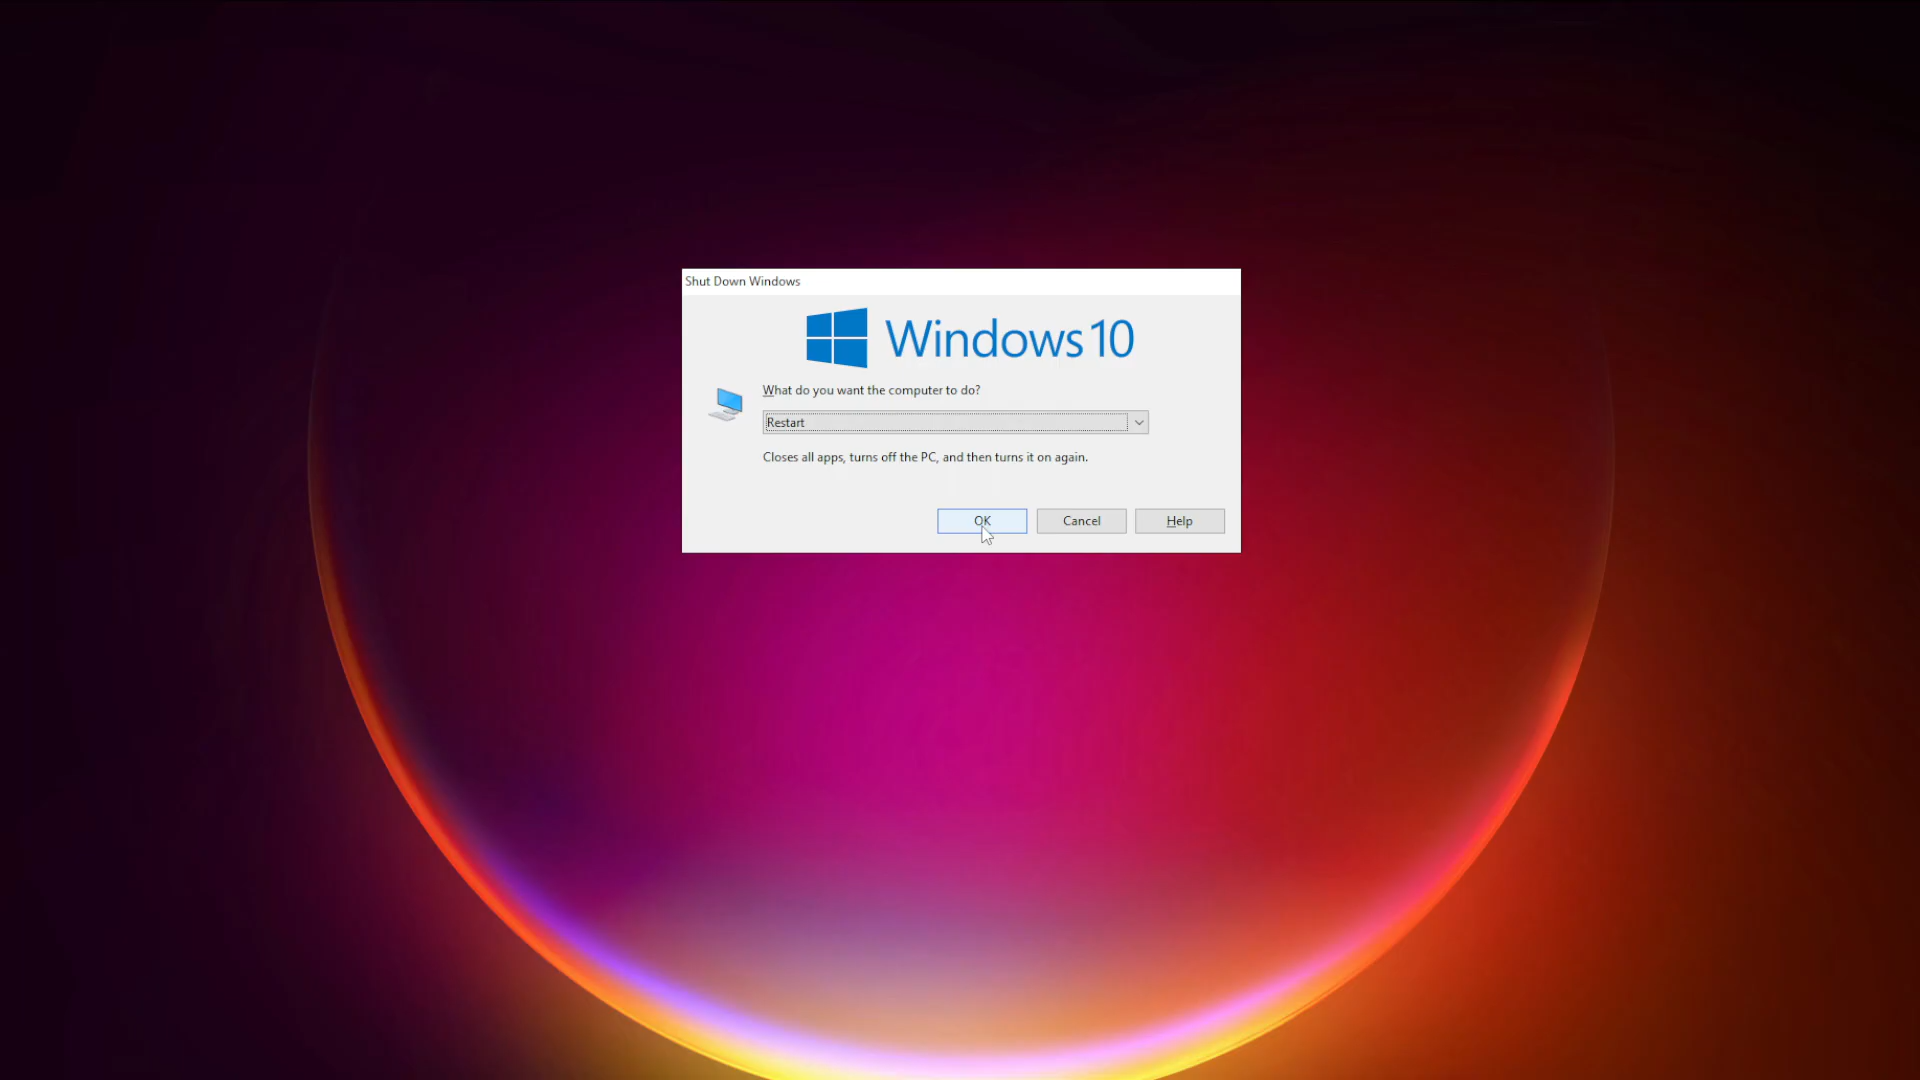 Shut Down Windows
Windows 10
What do you want the computer to do?
Restart
Closes all apps, turns off the PC, and then turns it on again.
OK
Cancel
Help